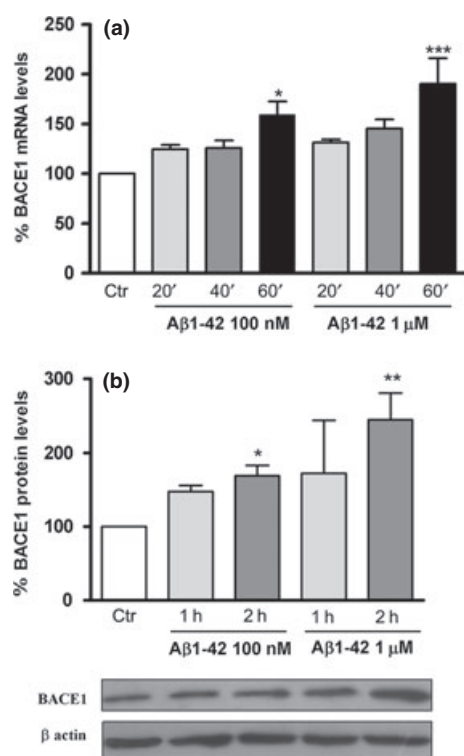 (a)
% BACE1 mRNA levels
250
200
150
100
50
0
*
***
Ctr 20′ 40′ 60′ 20′ 40′ 60′
Aβ1-42 100 nM Aβ1-42 1 μM
(b)
% BACE1 protein levels
300
200
100
0
*
**
Ctr 1 h 2 h 1 h 2 h
Aβ1-42 100 nM Aβ1-42 1 μM
BACE1
β actin